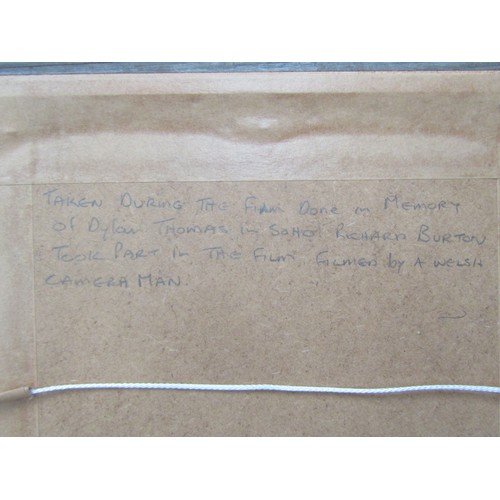 TAKEN DURING THE FILM DONE IN MEMORY
OF DYLAN THOMAS IN SOHO RICHARD BURTON
TOOK PART IN THE FILM, FILMED by A WELSH
CAMERA MAN.